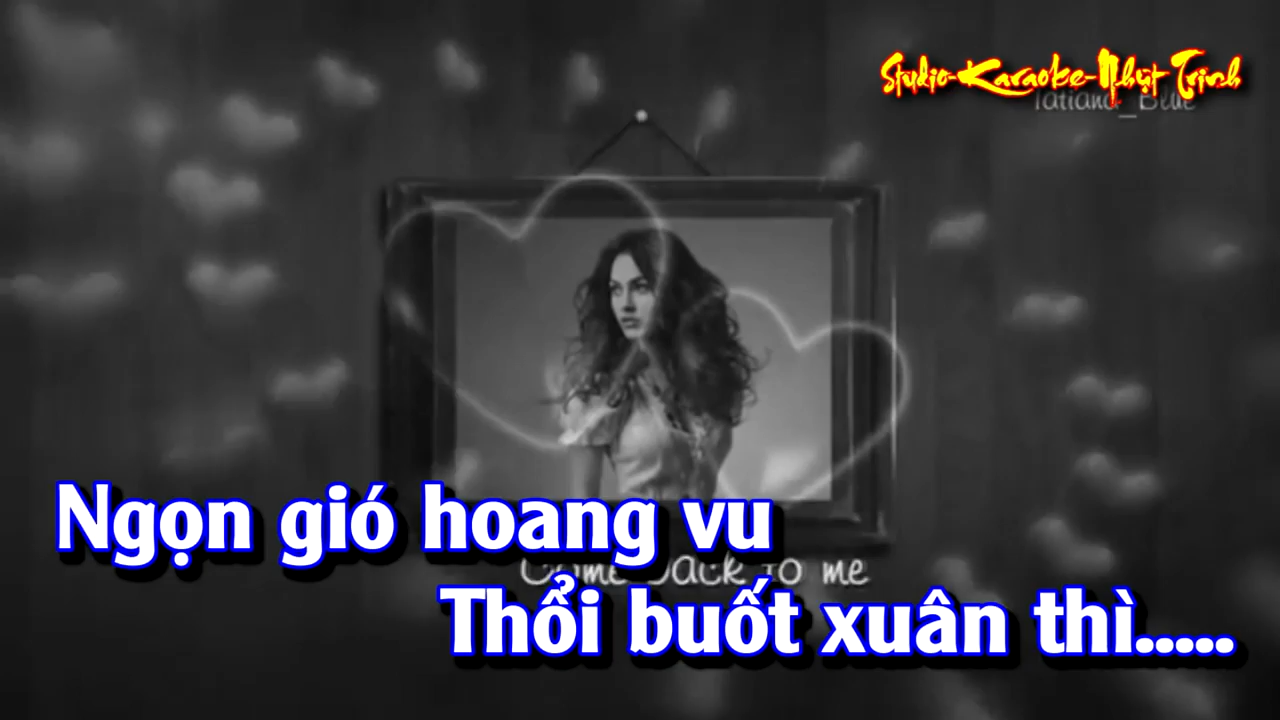 Studio-Karaoke-Nhật Trinh
Tatiana_Blue
Ngọn gió hoang vu
Come back to me
Thổi buốt xuân thì.....